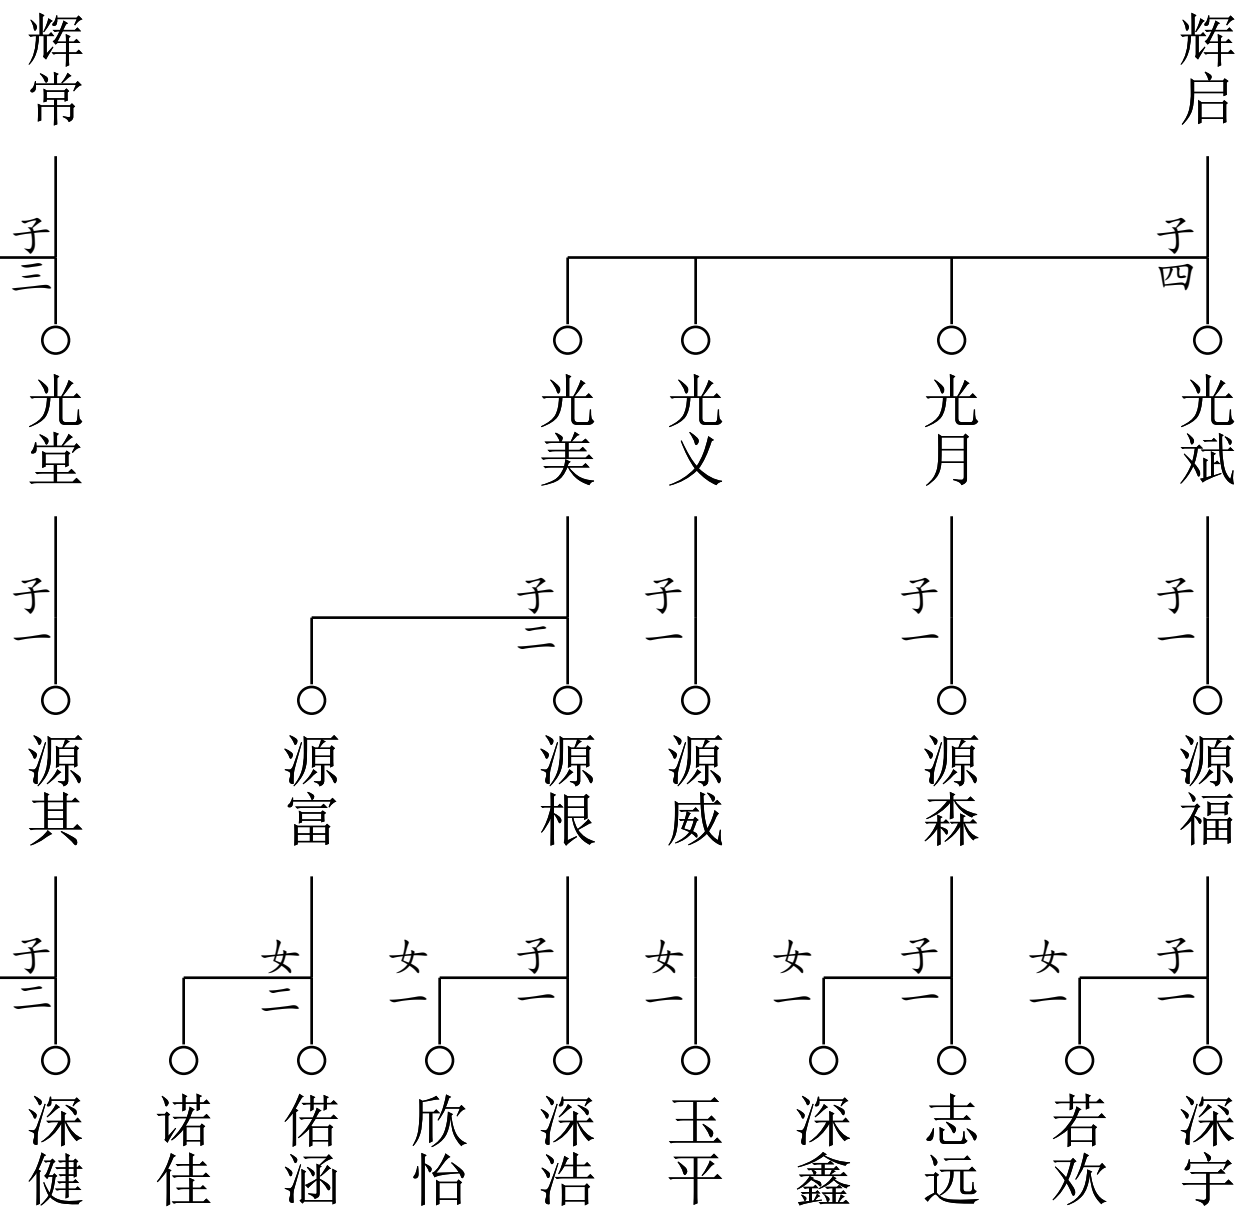 辉常
辉启
子三
子四
光堂
光美
光义
光月
光斌
子一
子二
子一
子一
子一
源其
源富
源根
源威
源森
源福
子二
女二
女一
子一
女一
女一
子一
女一
子一
深健
诺佳
偌涵
欣怡
深浩
玉平
深鑫
志远
若欢
深宇